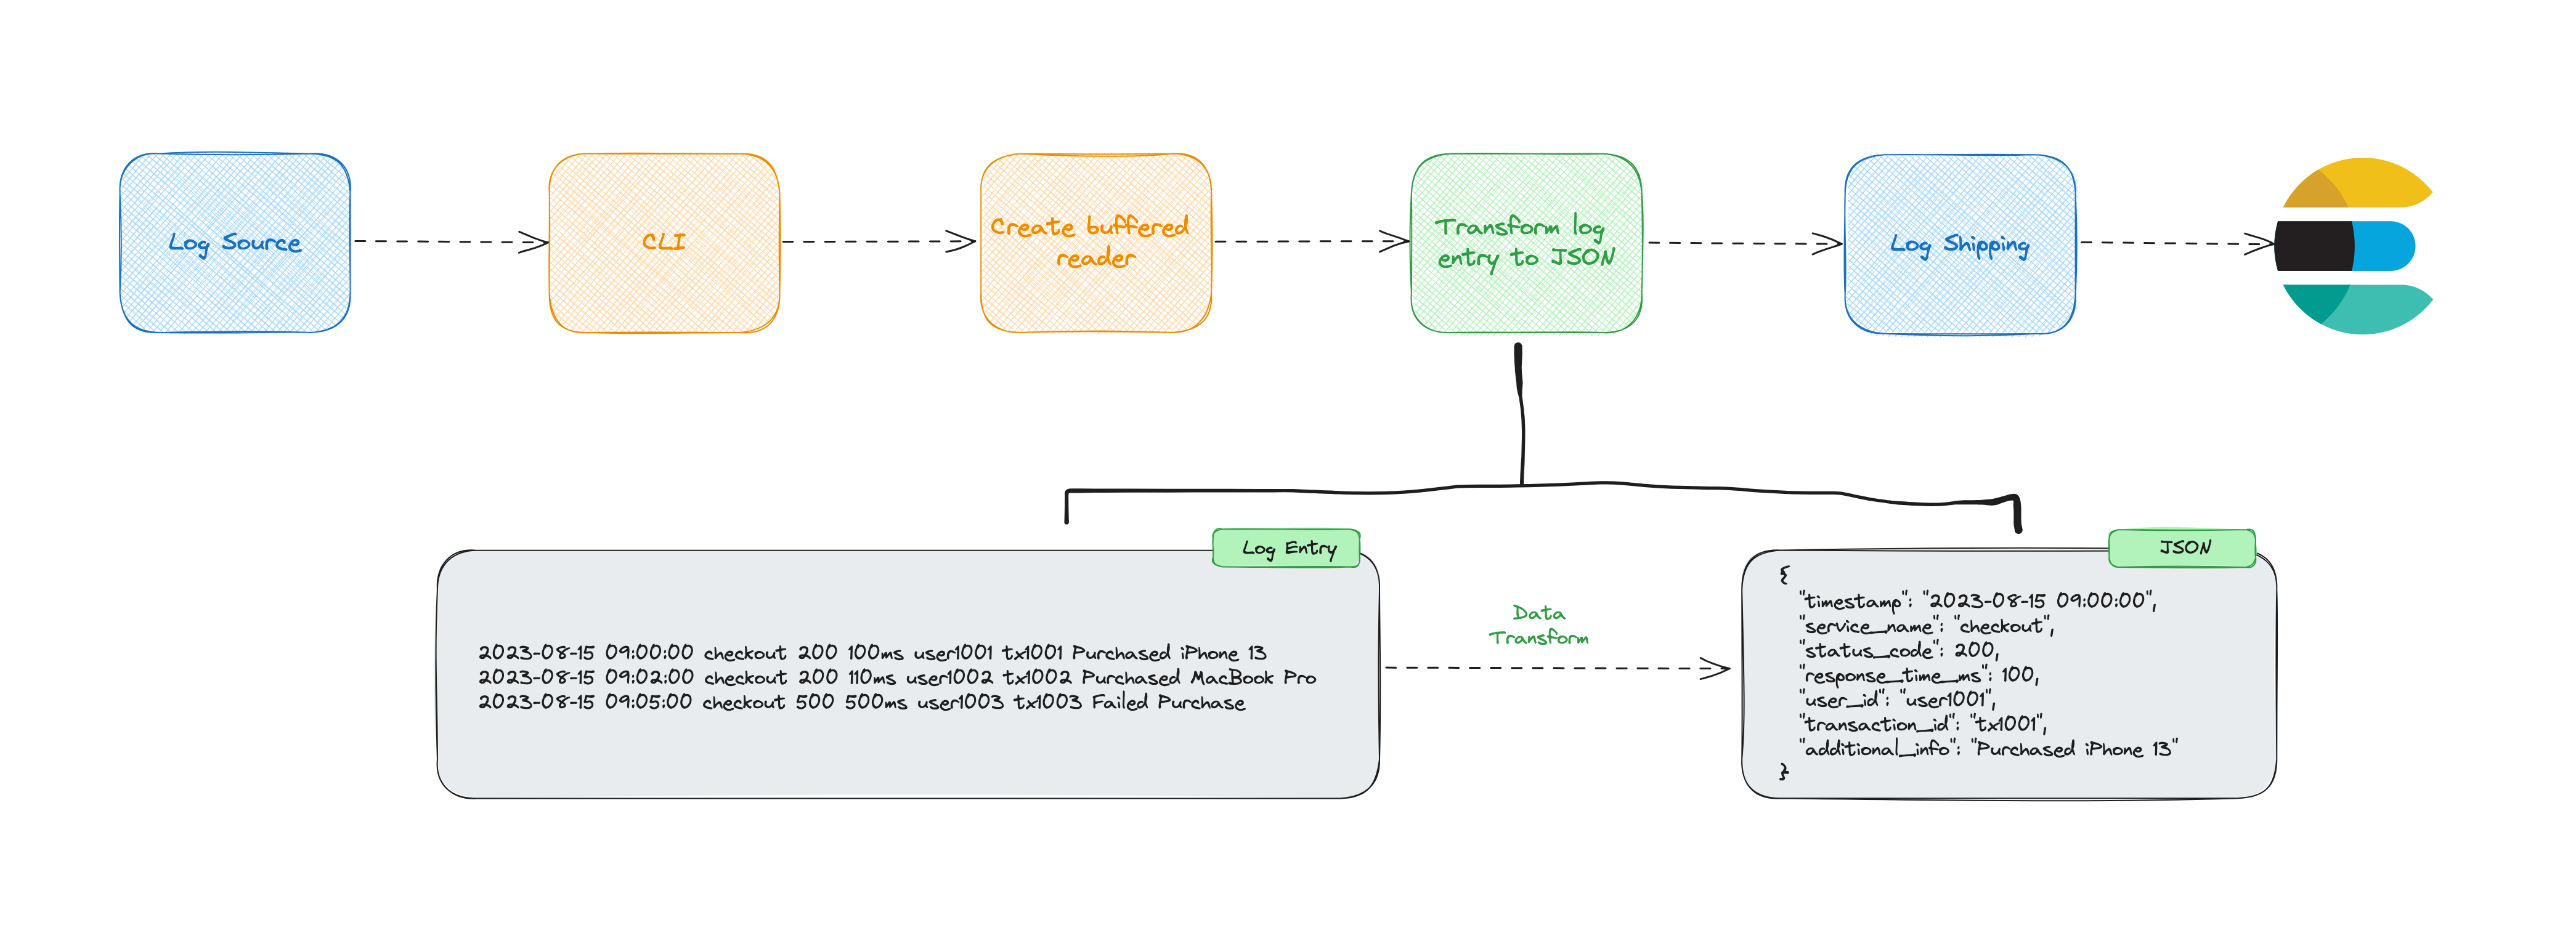 Log Source
CLI
Create buffered
reader
Transform log
entry to JSON
Log Shipping
Log Entry
2023-08-15 09:00:00 checkout 200 100ms user1001 tx1001 Purchased iPhone 13
2023-08-15 09:02:00 checkout 200 110ms user1002 tx1002 Purchased MacBook Pro
2023-08-15 09:05:00 checkout 500 500ms user1003 tx1003 Failed Purchase
Data
Transform
JSON
{
"timestamp": "2023-08-15 09:00:00",
"service_name": "checkout",
"status_code": 200,
"response_time_ms": 100,
"user_id": "user1001",
"transaction_id": "tx1001",
"additional_info": "Purchased iPhone 13"
}